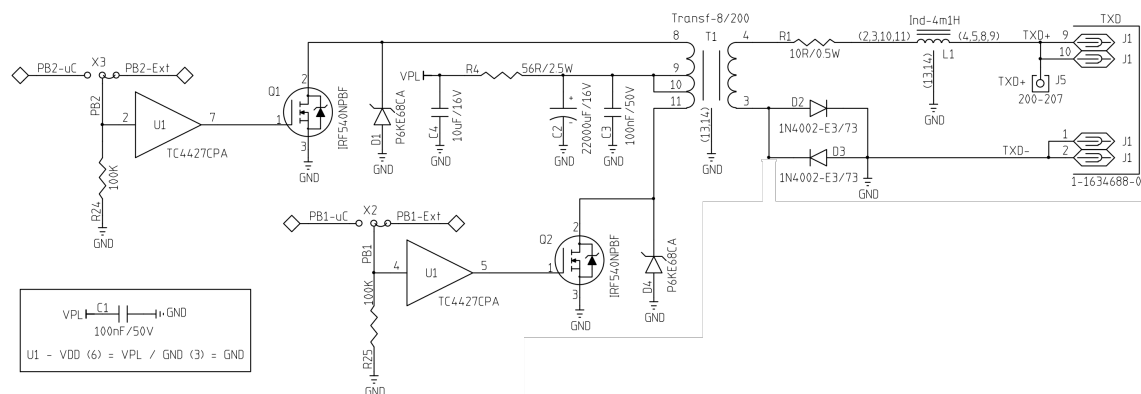 Transf-8/200
T1
8
9
10
11
4
3
(13,14)
GND
R1
10R/0.5W
Ind-4m1H
(2,3,10,11)
(4,5,8,9)
L1
(13,14)
GND
TXD+
TXD
9
J1
10
J1
TXD+
J5
200-207
1
J1
2
J1
TXD-
1-1634688-0
D2
1N4002-E3/73
D3
1N4002-E3/73
GND
X3
PB2-uC
PB2-Ext
PB2
2
U1
7
TC4427CPA
100K
R24
GND
Q1
2
1
3
IRF540NPBF
GND
D1
P6KE68CA
GND
VPL
R4
56R/2.5W
C4
10uF/16V
GND
+
-
C2
22000uF/16V
GND
C3
100nF/50V
GND
X2
PB1-uC
PB1-Ext
PB1
4
U1
5
TC4427CPA
100K
R25
GND
Q2
2
1
3
IRF540NPBF
GND
D4
P6KE68CA
GND
VPL
C1
GND
100nF/50V
U1 - VDD (6) = VPL / GND (3) = GND